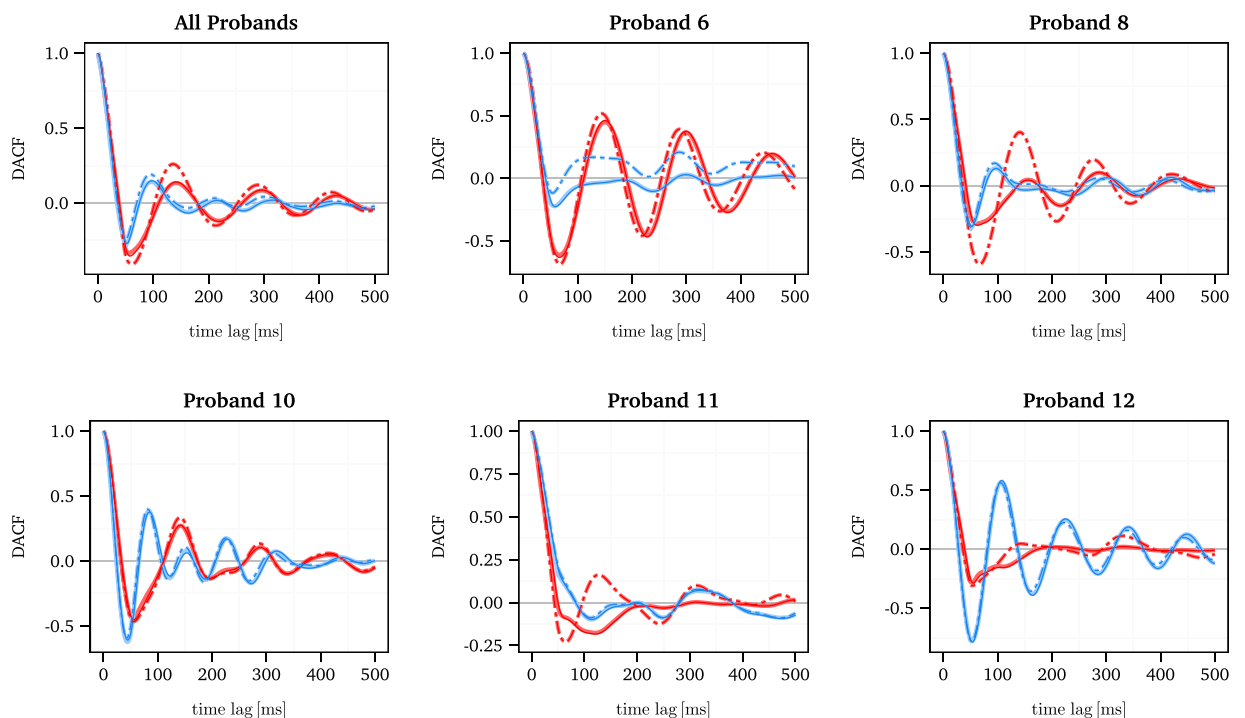 All Probands
Proband 6
Proband 8
1.0
0.5
0.0
DACF
0 100 200 300 400 500
time lag [ms]
1.0
0.5
0.0
-0.5
DACF
0 100 200 300 400 500
time lag [ms]
1.0
0.5
0.0
-0.5
DACF
0 100 200 300 400 500
time lag [ms]
Proband 10
Proband 11
Proband 12
1.0
0.5
0.0
-0.5
DACF
0 100 200 300 400 500
time lag [ms]
1.00
0.75
0.50
0.25
0.00
-0.25
DACF
0 100 200 300 400 500
time lag [ms]
1.0
0.5
0.0
-0.5
DACF
0 100 200 300 400 500
time lag [ms]